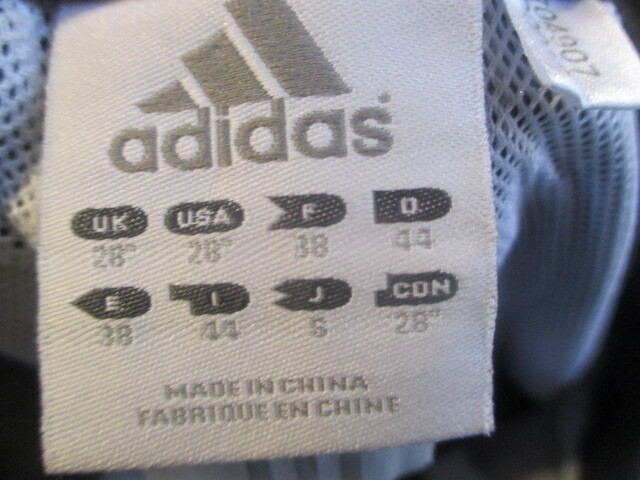 adidas
UK USA F D
28" 28" 38 44
E I J CDN
38 44 S 28"
MADE IN CHINA
FABRIQUE EN CHINE